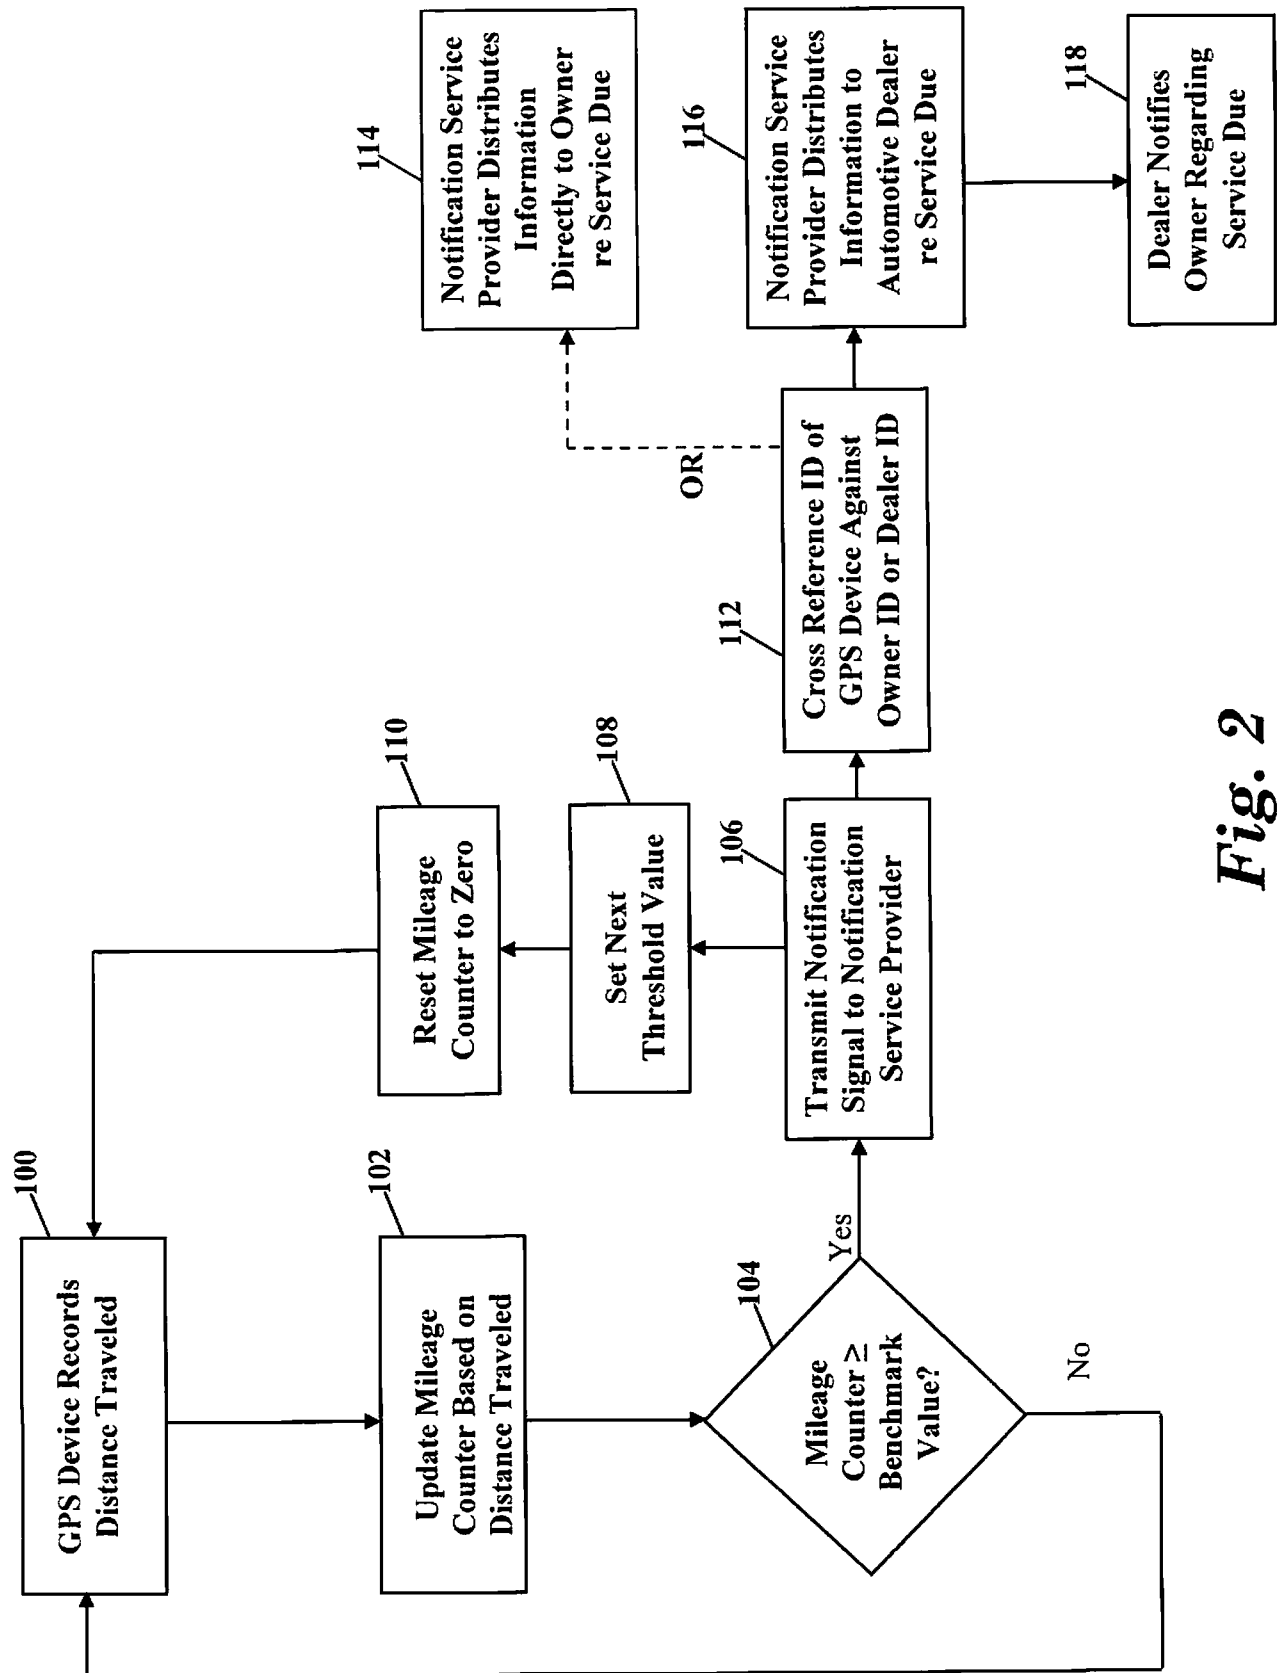 100
GPS Device Records
Distance Traveled
102
Update Mileage
Counter Based on
Distance Traveled
104
Mileage
Counter ≥
Benchmark
Value?
Yes
No
106
Transmit Notification
Signal to Notification
Service Provider
108
Set Next
Threshold Value
110
Reset Mileage
Counter to Zero
112
Cross Reference ID of
GPS Device Against
Owner ID or Dealer ID
OR
114
Notification Service
Provider Distributes
Information
Directly to Owner
re Service Due
116
Notification Service
Provider Distributes
Information to
Automotive Dealer
re Service Due
118
Dealer Notifies
Owner Regarding
Service Due
Fig. 2